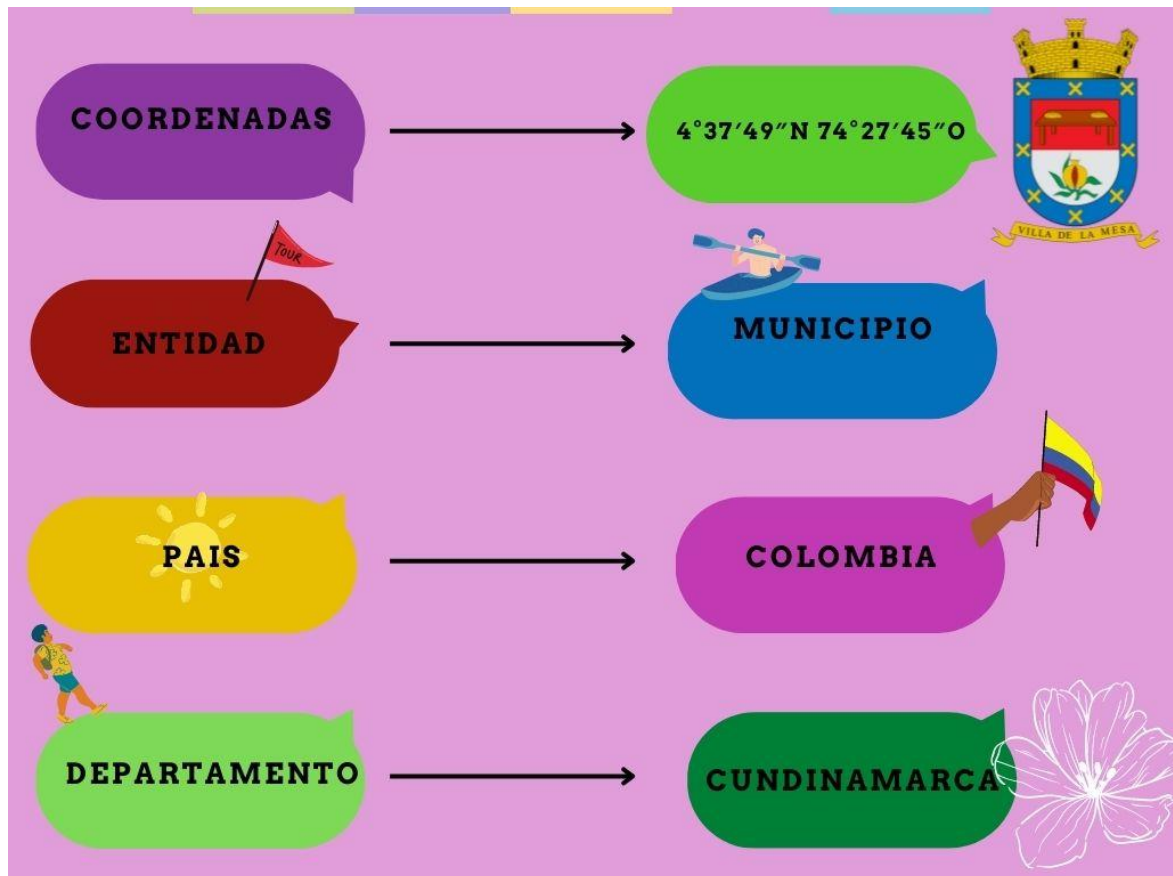 COORDENADAS
4°37′49″N 74°27′45″O
VILLA DE LA MESA
TOUR
ENTIDAD
MUNICIPIO
PAIS
COLOMBIA
DEPARTAMENTO
CUNDINAMARCA